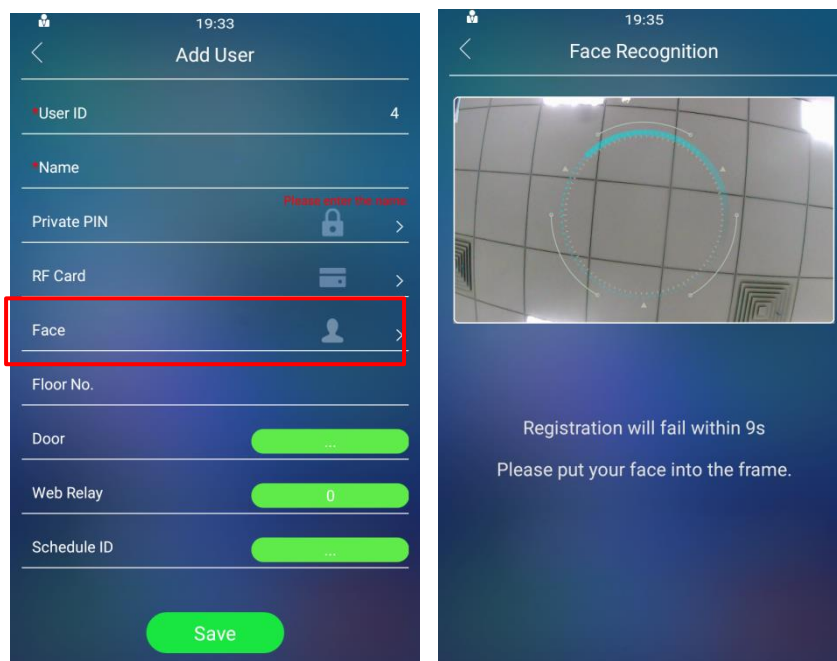 19:33
Add User
*User ID 4
*Name
Please enter the name
Private PIN
RF Card
Face
Floor No.
Door ...
Web Relay 0
Schedule ID ...
Save
19:35
Face Recognition
Registration will fail within 9s
Please put your face into the frame.